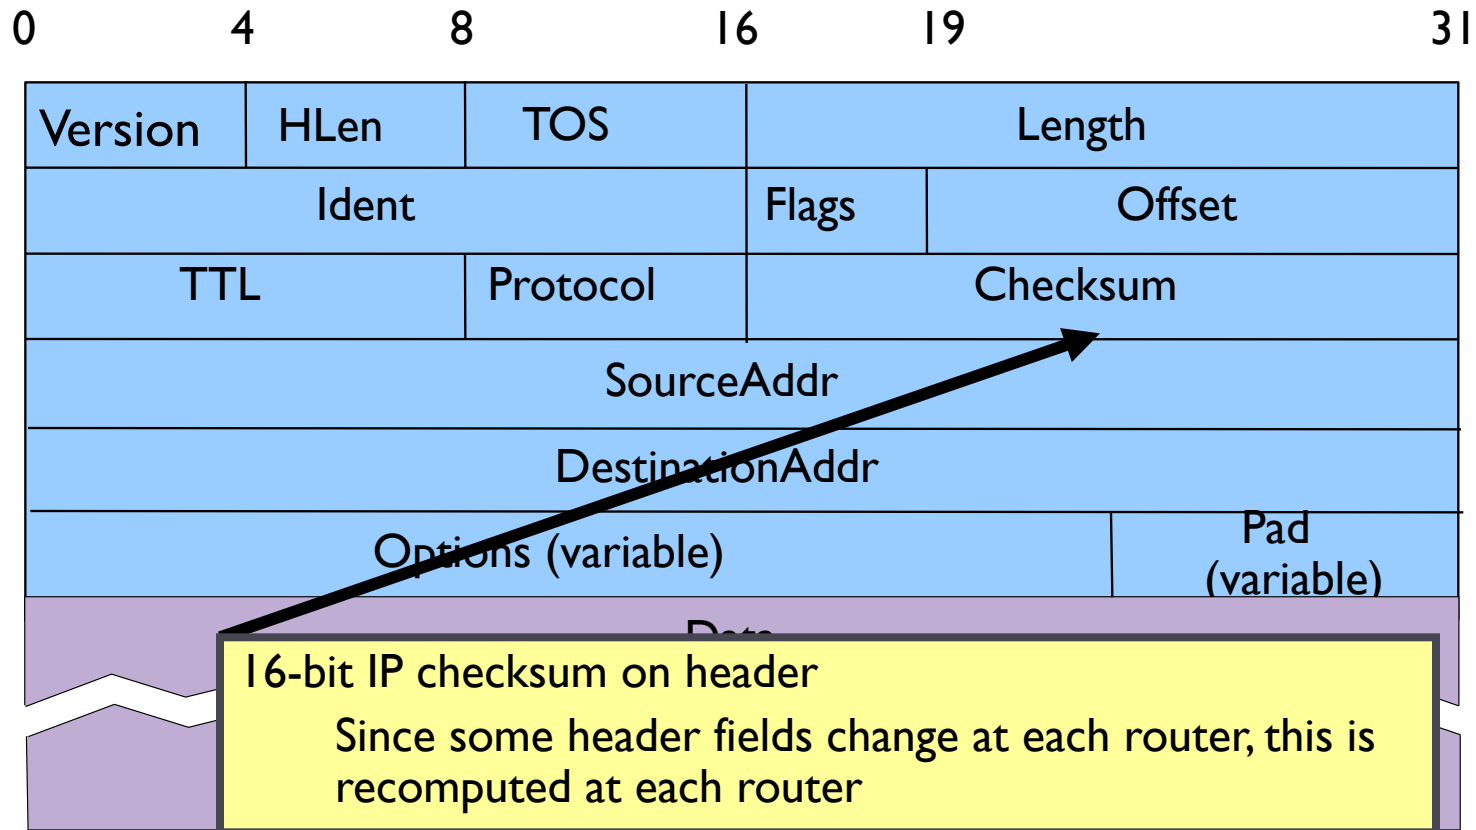 0 4 8 16 19 31
Version HLen TOS Length
Ident Flags Offset
TTL Protocol Checksum
SourceAddr
DestinationAddr
Options (variable) Pad
(variable)
Data
16-bit IP checksum on header
Since some header fields change at each router, this is
recomputed at each router